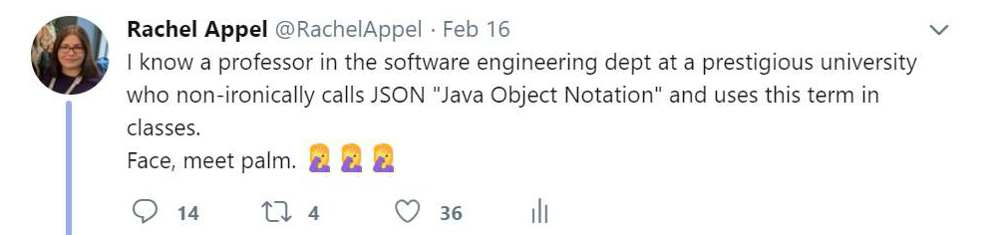 Rachel Appel @RachelAppel · Feb 16
I know a professor in the software engineering dept at a prestigious university
who non-ironically calls JSON "Java Object Notation" and uses this term in
classes.
Face, meet palm. 🤦‍♀️🤦‍♀️🤦‍♀️
14 4 36